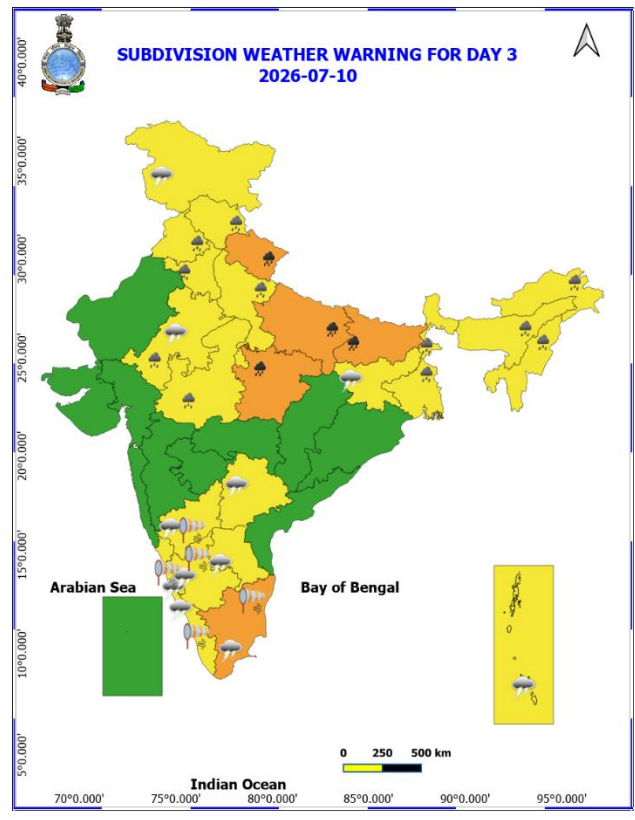 SUBDIVISION WEATHER WARNING FOR DAY 3
2026-07-10
40°0.000'
35°0.000'
30°0.000'
25°0.000'
20°0.000'
15°0.000'
10°0.000'
5°0.000'
Arabian Sea
Bay of Bengal
0 250 500 km
Indian Ocean
70°0.000' 75°0.000' 80°0.000' 85°0.000' 90°0.000' 95°0.000'